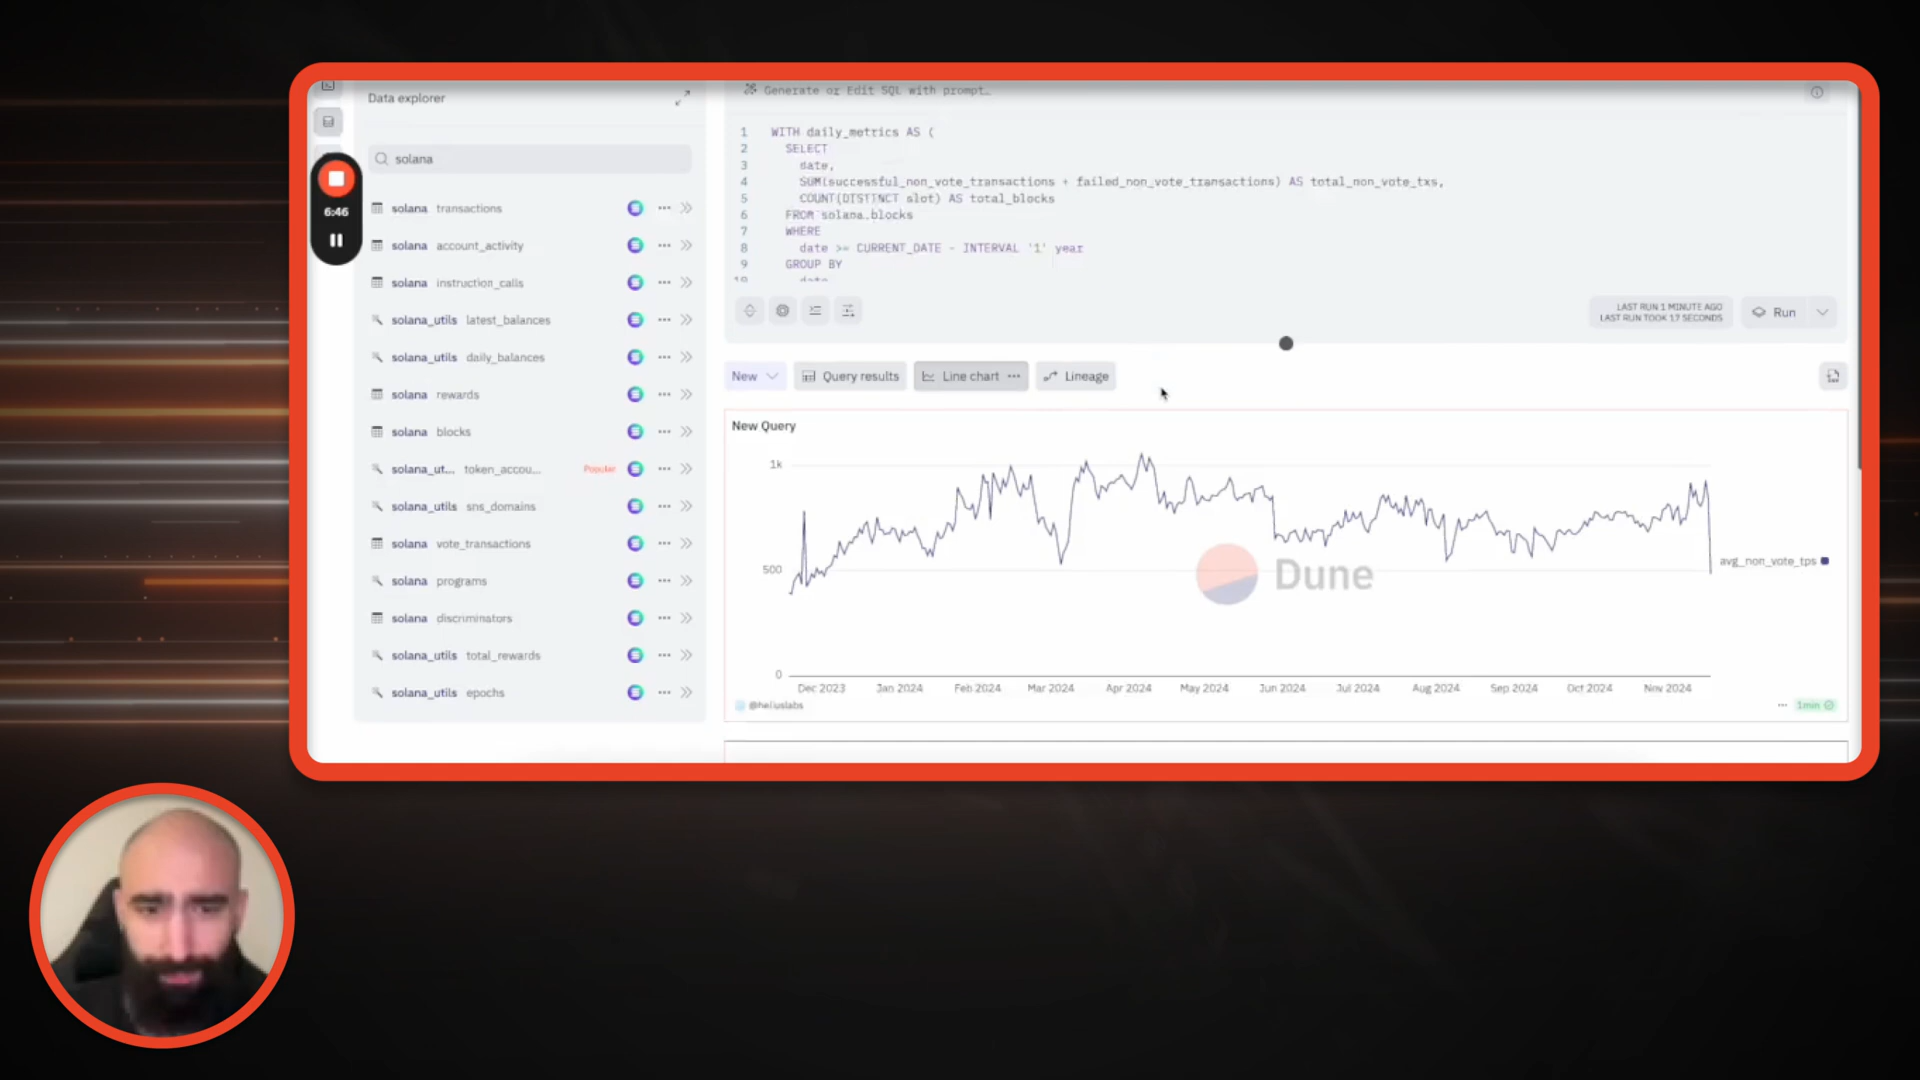 Data explorer
solana
6:46
solana transactions
solana account_activity
solana instruction_calls
solana_utils latest_balances
solana_utils daily_balances
solana rewards
solana blocks
solana_ut... token_accou... Popular
solana_utils sns_domains
solana vote_transactions
solana programs
solana discriminators
solana_utils total_rewards
solana_utils epochs
Generate or Edit SQL with prompt…
1 WITH daily_metrics AS (
2 SELECT
3 date,
4 SUM(successful_non_vote_transactions + failed_non_vote_transactions) AS total_non_vote_txs,
5 COUNT(DISTINCT slot) AS total_blocks
6 FROM solana.blocks
7 WHERE
8 date >= CURRENT_DATE - INTERVAL '1' year
9 GROUP BY
10 date
LAST RUN 1 MINUTE AGO
LAST RUN TOOK 17 SECONDS
Run
New
Query results
Line chart
Lineage
New Query
1k
500
0
Dune
avg_non_vote_tps
Dec 2023 Jan 2024 Feb 2024 Mar 2024 Apr 2024 May 2024 Jun 2024 Jul 2024 Aug 2024 Sep 2024 Oct 2024 Nov 2024
@heliuslabs
1min